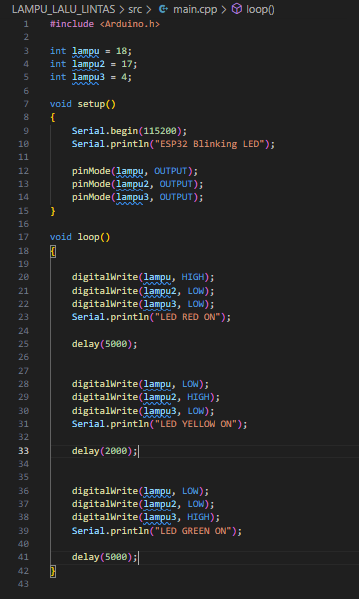 LAMPU_LALU_LINTAS > src > main.cpp > loop()
1 #include <Arduino.h>
2
3 int lampu = 18;
4 int lampu2 = 17;
5 int lampu3 = 4;
6
7 void setup()
8 {
9 Serial.begin(115200);
10 Serial.println("ESP32 Blinking LED");
11
12 pinMode(lampu, OUTPUT);
13 pinMode(lampu2, OUTPUT);
14 pinMode(lampu3, OUTPUT);
15 }
16
17 void loop()
18 {
19
20 digitalWrite(lampu, HIGH);
21 digitalWrite(lampu2, LOW);
22 digitalWrite(lampu3, LOW);
23 Serial.println("LED RED ON");
24
25 delay(5000);
26
27
28 digitalWrite(lampu, LOW);
29 digitalWrite(lampu2, HIGH);
30 digitalWrite(lampu3, LOW);
31 Serial.println("LED YELLOW ON");
32
33 delay(2000);
34
35
36 digitalWrite(lampu, LOW);
37 digitalWrite(lampu2, LOW);
38 digitalWrite(lampu3, HIGH);
39 Serial.println("LED GREEN ON");
40
41 delay(5000);
42 }
43